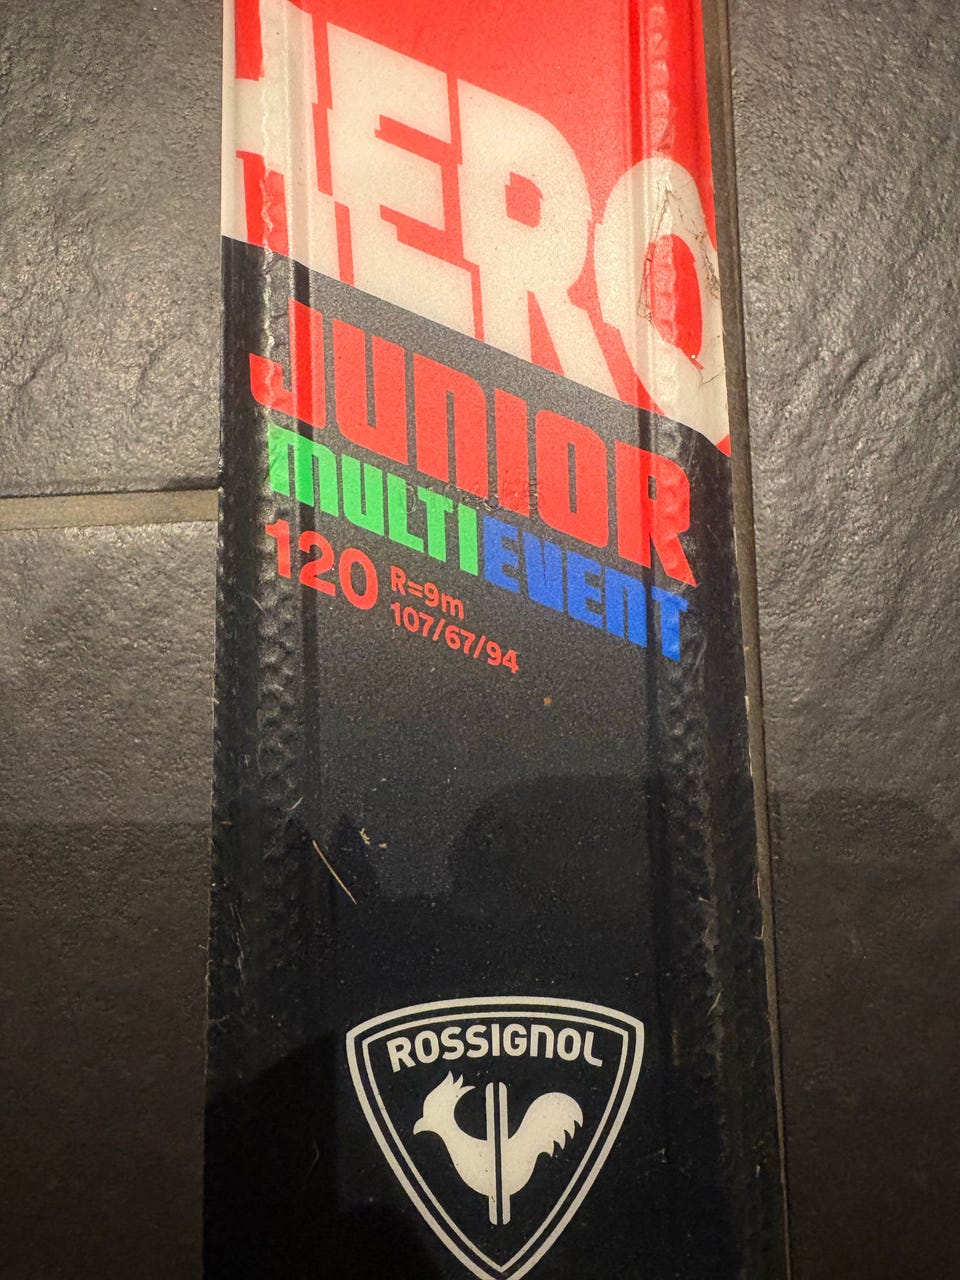 HERO
JUNIOR
MULTIEVENT
120 R=9m
107/67/94
ROSSIGNOL